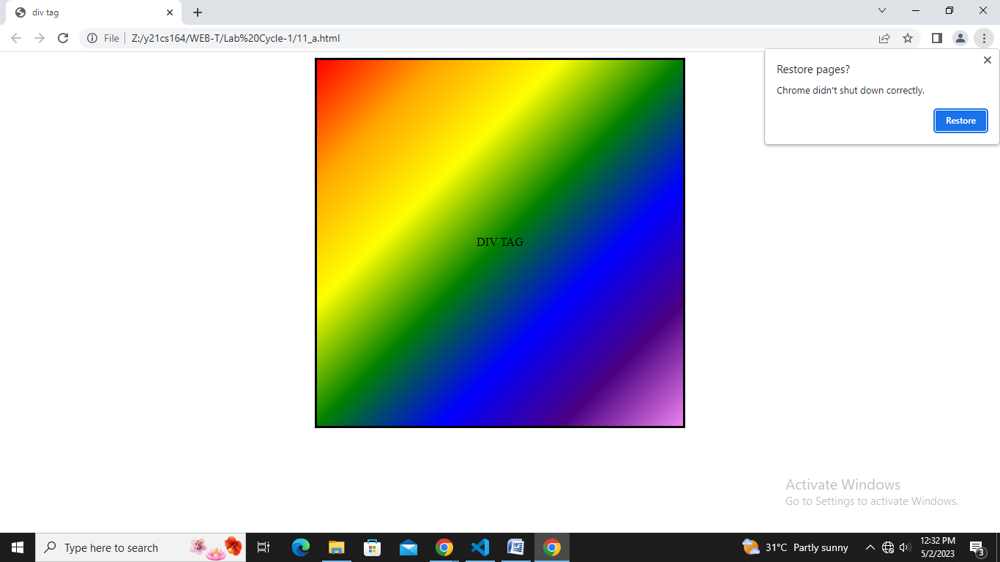 div tag
File
Z:/y21cs164/WEB-T/Lab%20Cycle-1/11_a.html
Restore pages?
Chrome didn't shut down correctly.
Restore
DIV TAG
Activate Windows
Go to Settings to activate Windows.
Type here to search
W
31°C Partly sunny
12:32 PM
5/2/2023
3